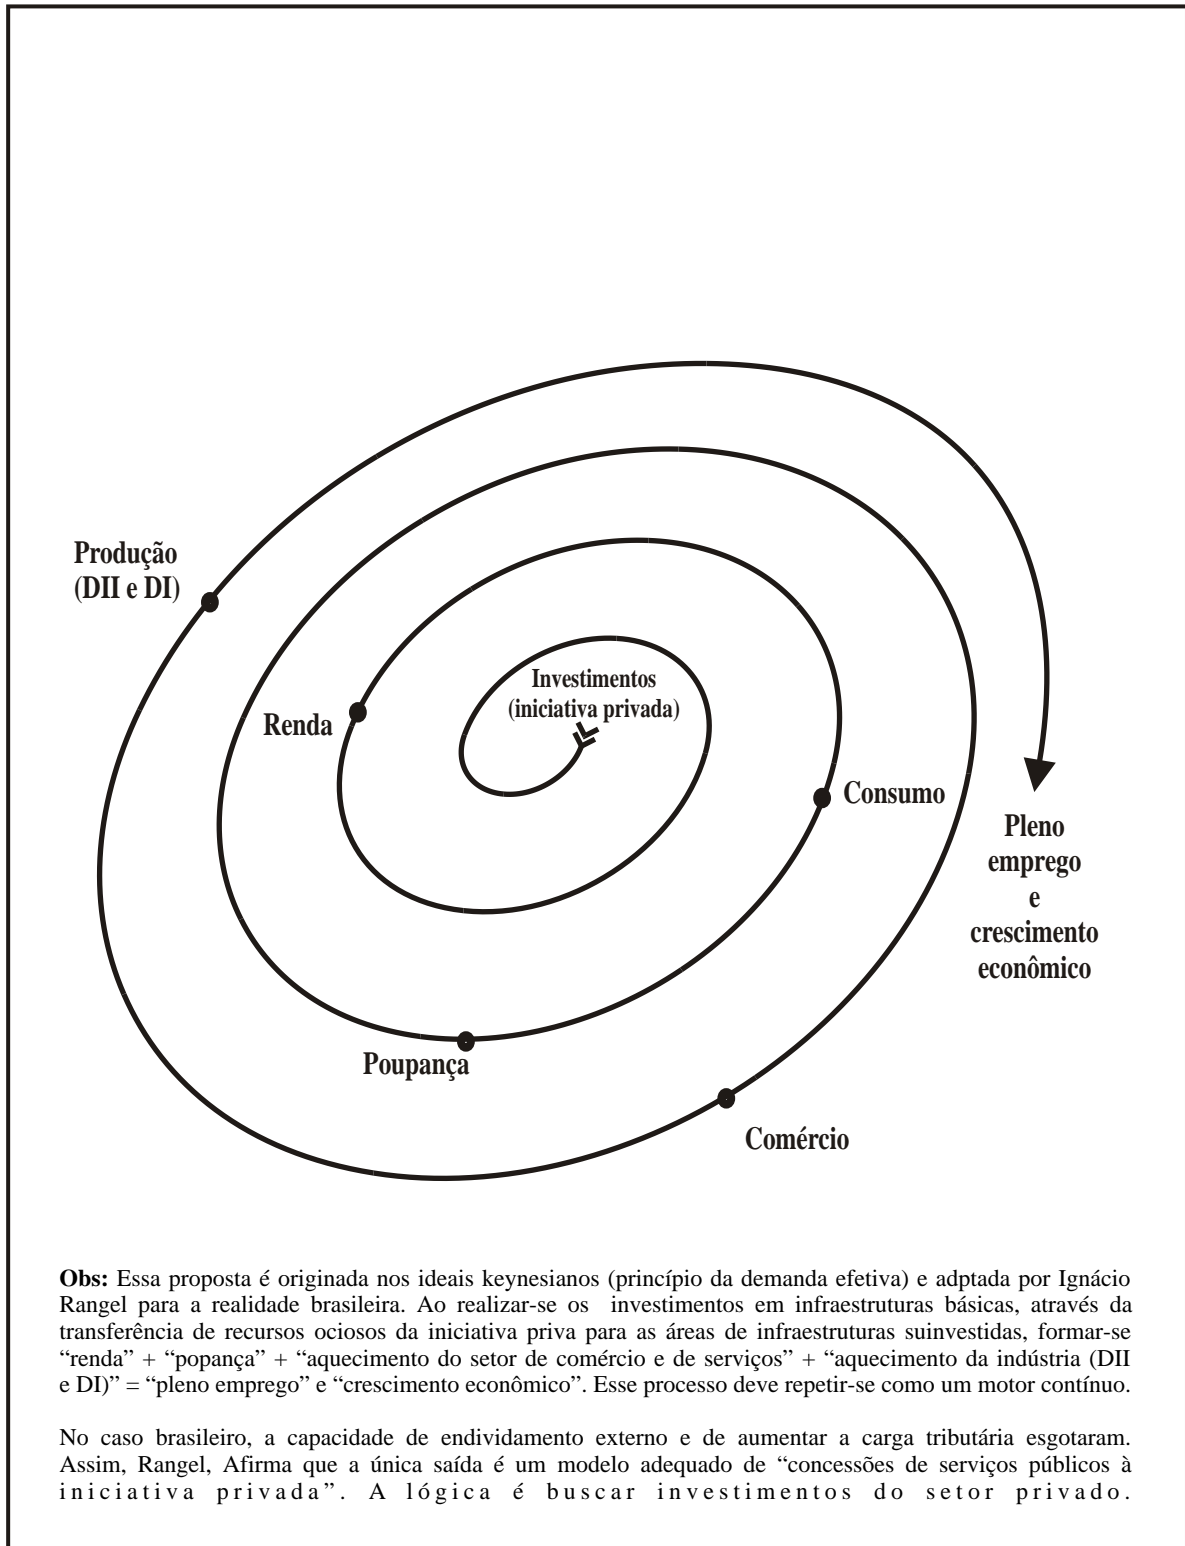 Produção
(DII e DI)
Investimentos
(iniciativa privada)
Renda
Consumo
Pleno
emprego
e
crescimento
econômico
Poupança
Comércio
Obs: Essa proposta é originada nos ideais keynesianos (princípio da demanda efetiva) e adptada por Ignácio
Rangel para a realidade brasileira. Ao realizar-se os investimentos em infraestruturas básicas, através da
transferência de recursos ociosos da iniciativa priva para as áreas de infraestruturas suinvestidas, formar-se
“renda” + “popança” + “aquecimento do setor de comércio e de serviços” + “aquecimento da indústria (DII
e DI)” = “pleno emprego” e “crescimento econômico”. Esse processo deve repetir-se como um motor contínuo.
No caso brasileiro, a capacidade de endividamento externo e de aumentar a carga tributária esgotaram.
Assim, Rangel, Afirma que a única saída é um modelo adequado de “concessões de serviços públicos à
iniciativa privada”. A lógica é buscar investimentos do setor privado.